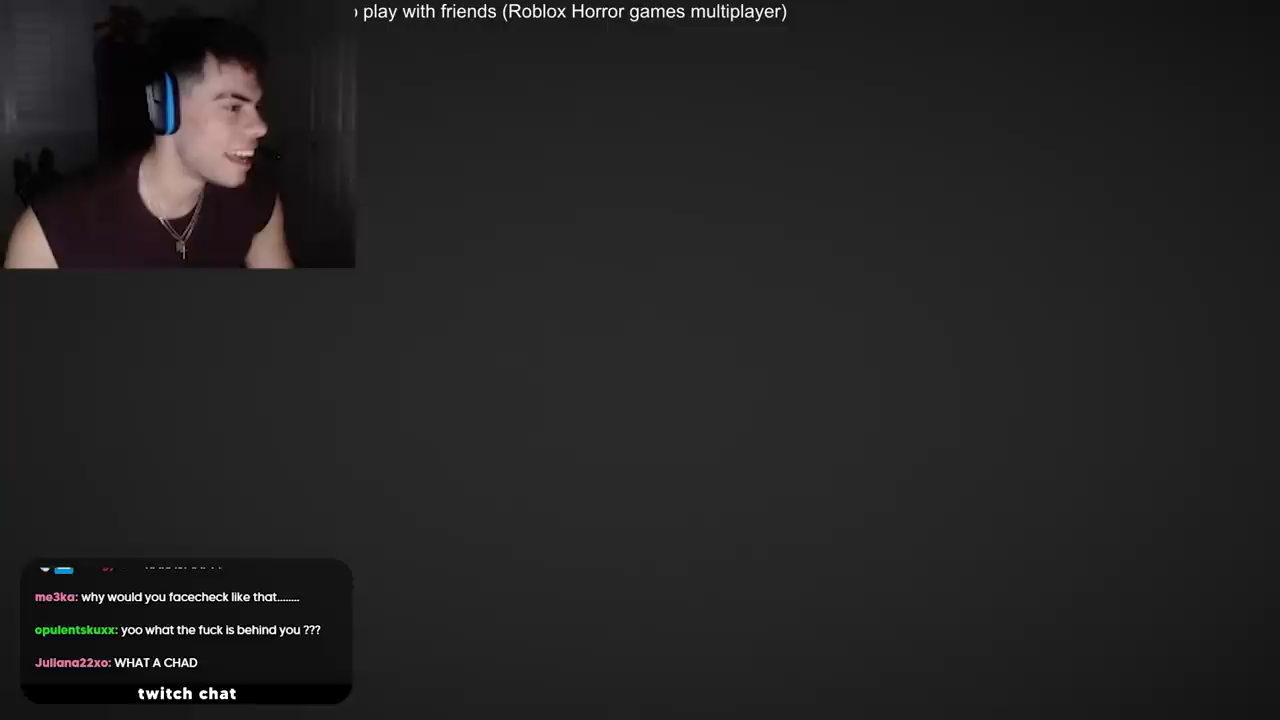 play with friends (Roblox Horror games multiplayer)
me3ka: why would you facecheck like that........
opulentskuxx: yoo what the fuck is behind you ???
Juliana22xo: WHAT A CHAD
twitch chat